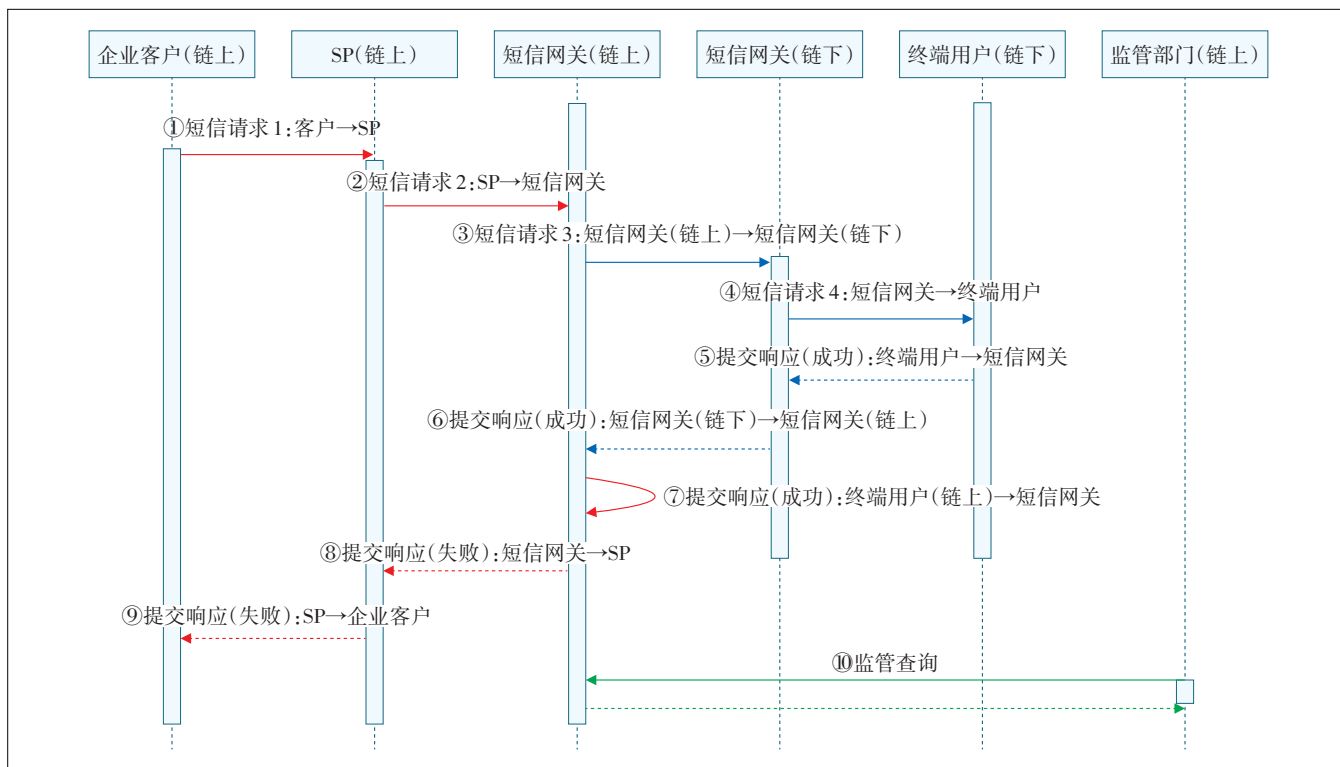 企业客户(链上)
SP(链上)
短信网关(链上)
短信网关(链下)
终端用户(链下)
监管部门(链上)
①短信请求1:客户→SP
②短信请求2:SP→短信网关
③短信请求3:短信网关(链上)→短信网关(链下)
④短信请求4:短信网关→终端用户
⑤提交响应(成功):终端用户→短信网关
⑥提交响应(成功):短信网关(链下)→短信网关(链上)
⑦提交响应(成功):终端用户(链上)→短信网关
⑧提交响应(失败):短信网关→SP
⑨提交响应(失败):SP→企业客户
⑩监管查询